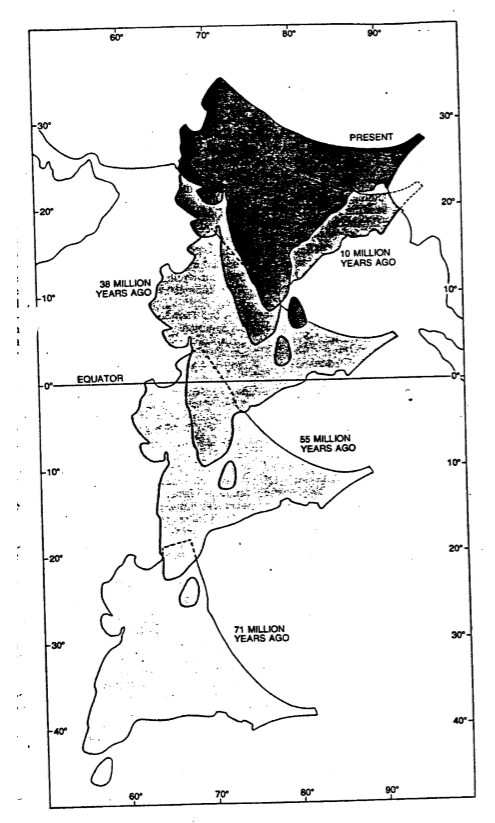 60° 70° 80° 90°
30° 30°
PRESENT
20° 20°
10 MILLION
YEARS AGO
38 MILLION
YEARS AGO
10° 10°
EQUATOR
0° 0°
55 MILLION
YEARS AGO
10° 10°
20° 20°
71 MILLION
YEARS AGO
30° 30°
40° 40°
60° 70° 80° 90°